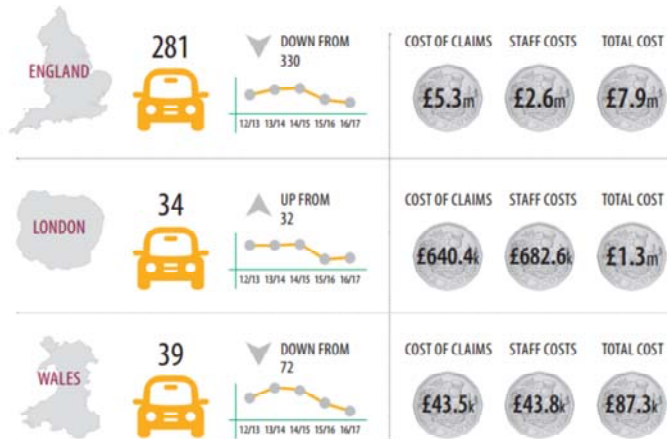 ENGLAND
281
DOWN FROM
330
12/13 13/14 14/15 15/16 16/17
COST OF CLAIMS STAFF COSTS TOTAL COST
£5.3m £2.6m £7.9m
LONDON
34
UP FROM
32
12/13 13/14 14/15 15/16 16/17
COST OF CLAIMS STAFF COSTS TOTAL COST
£640.4k £682.6k £1.3m
WALES
39
DOWN FROM
72
12/13 13/14 14/15 15/16 16/17
COST OF CLAIMS STAFF COSTS TOTAL COST
£43.5k £43.8k £87.3k